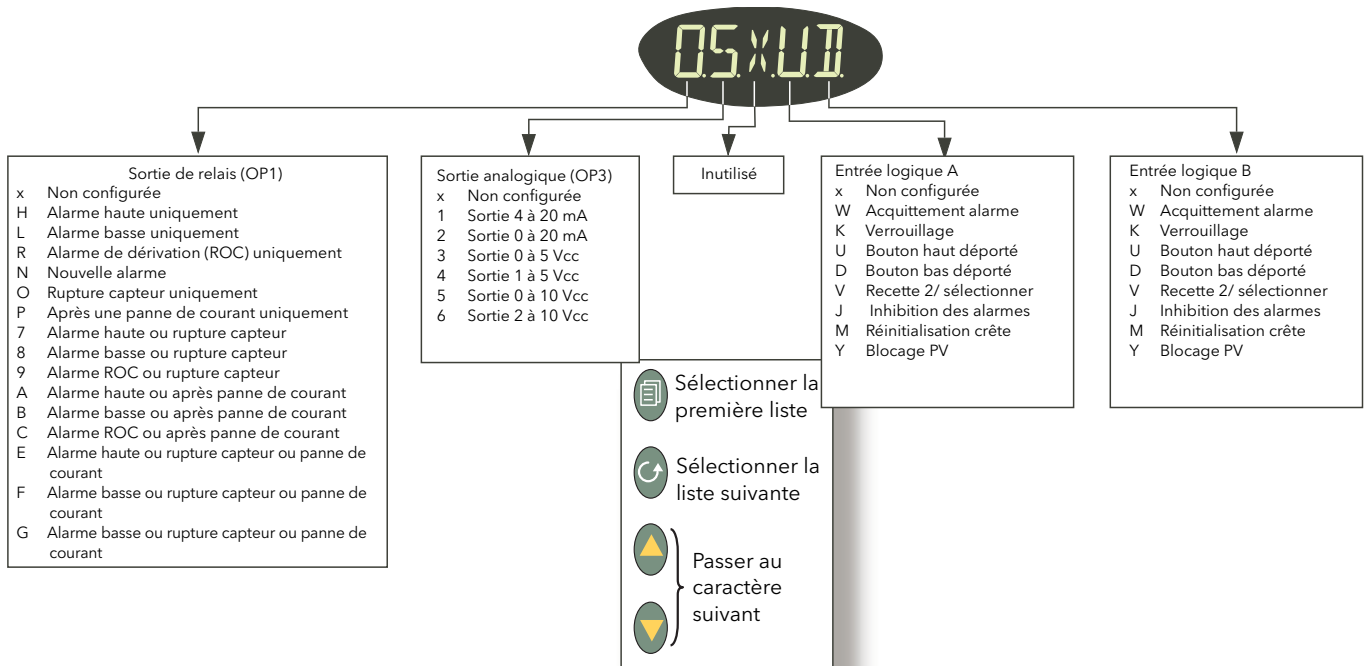 O.S.X.U.D.
Sortie de relais (OP1)
x Non configurée
H Alarme haute uniquement
L Alarme basse uniquement
R Alarme de dérivation (ROC) uniquement
N Nouvelle alarme
O Rupture capteur uniquement
P Après une panne de courant uniquement
7 Alarme haute ou rupture capteur
8 Alarme basse ou rupture capteur
9 Alarme ROC ou rupture capteur
A Alarme haute ou après panne de courant
B Alarme basse ou après panne de courant
C Alarme ROC ou après panne de courant
E Alarme haute ou rupture capteur ou panne de
courant
F Alarme basse ou rupture capteur ou panne de
courant
G Alarme basse ou rupture capteur ou panne de
courant
Sortie analogique (OP3)
x Non configurée
1 Sortie 4 à 20 mA
2 Sortie 0 à 20 mA
3 Sortie 0 à 5 Vcc
4 Sortie 1 à 5 Vcc
5 Sortie 0 à 10 Vcc
6 Sortie 2 à 10 Vcc
Inutilisé
Entrée logique A
x Non configurée
W Acquittement alarme
K Verrouillage
U Bouton haut déporté
D Bouton bas déporté
V Recette 2/ sélectionner
J Inhibition des alarmes
M Réinitialisation crête
Y Blocage PV
Entrée logique B
x Non configurée
W Acquittement alarme
K Verrouillage
U Bouton haut déporté
D Bouton bas déporté
V Recette 2/ sélectionner
J Inhibition des alarmes
M Réinitialisation crête
Y Blocage PV
Sélectionner la
première liste
Sélectionner la
liste suivante
Passer au
caractère
suivant